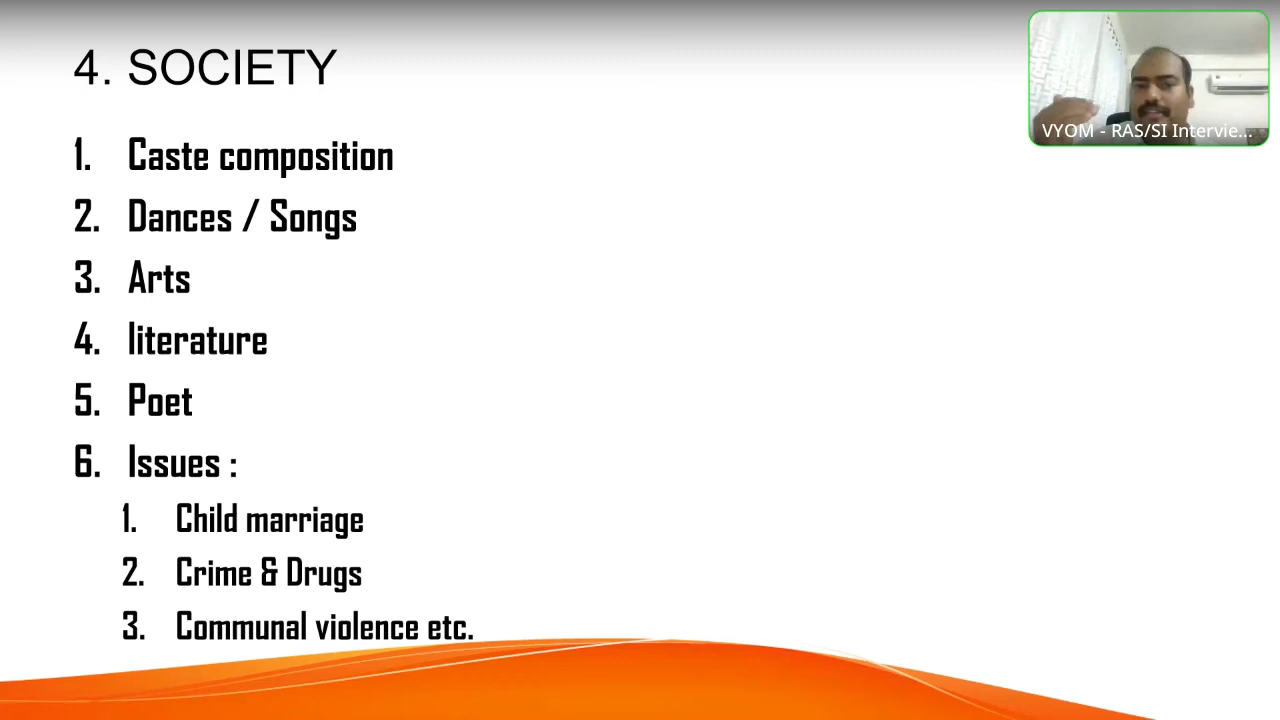 4. SOCIETY
VYOM - RAS/SI Intervie...
1. Caste composition
2. Dances / Songs
3. Arts
4. literature
5. Poet
6. Issues :
1. Child marriage
2. Crime & Drugs
3. Communal violence etc.